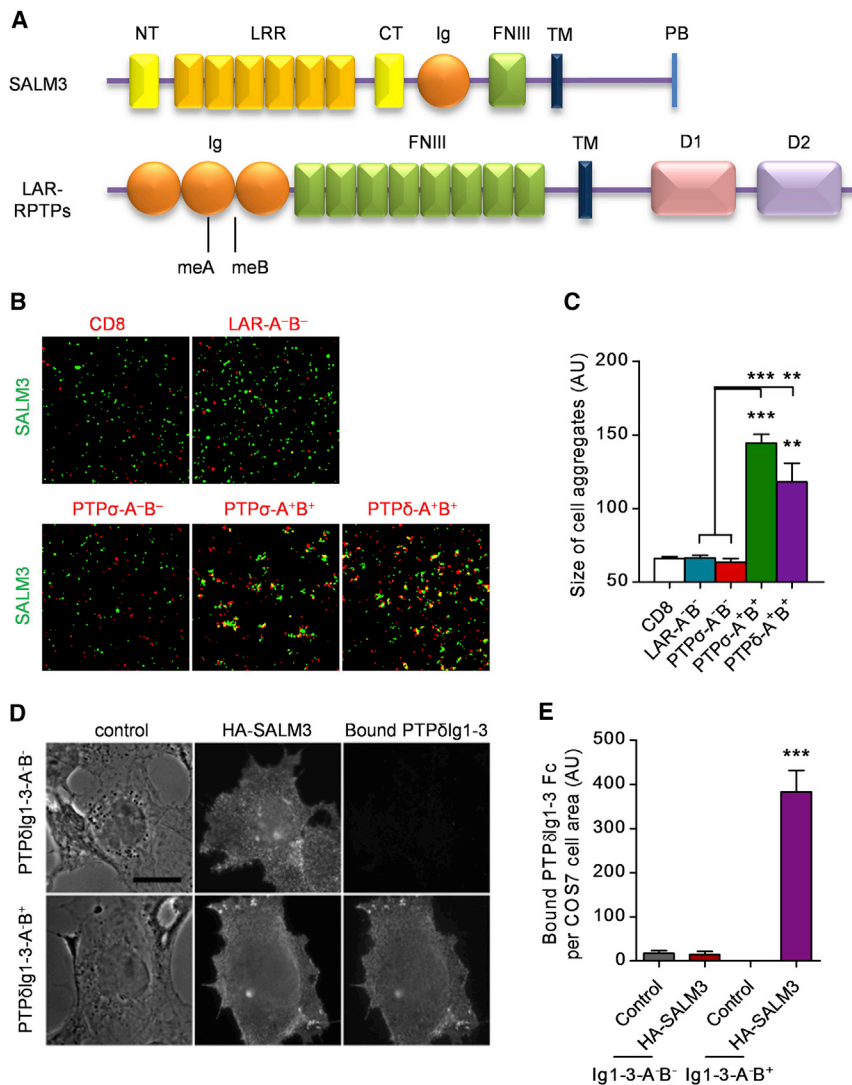 A
NT LRR CT Ig FNIII TM PB
SALM3
Ig FNIII TM D1 D2
LAR-
RPTPs
meA meB
B
CD8 LAR-A⁻B⁻
SALM3
PTPσ-A⁻B⁻ PTPσ-A⁺B⁺ PTPδ-A⁺B⁺
SALM3
C
Size of cell aggregates (AU)
200
150
100
50
*** **
***
**
CD8
LAR-A⁻B⁻
PTPσ-A⁻B⁻
PTPσ-A⁺B⁺
PTPδ-A⁺B⁺
D
control HA-SALM3 Bound PTPδIg1-3
PTPδIg1-3-A⁻B⁻
PTPδIg1-3-A⁻B⁺
E
Bound PTPδIg1-3 Fc
per COS7 cell area (AU)
500
400
300
200
100
0
***
Control
HA-SALM3
Control
HA-SALM3
Ig1-3-A⁻B⁻ Ig1-3-A⁻B⁺